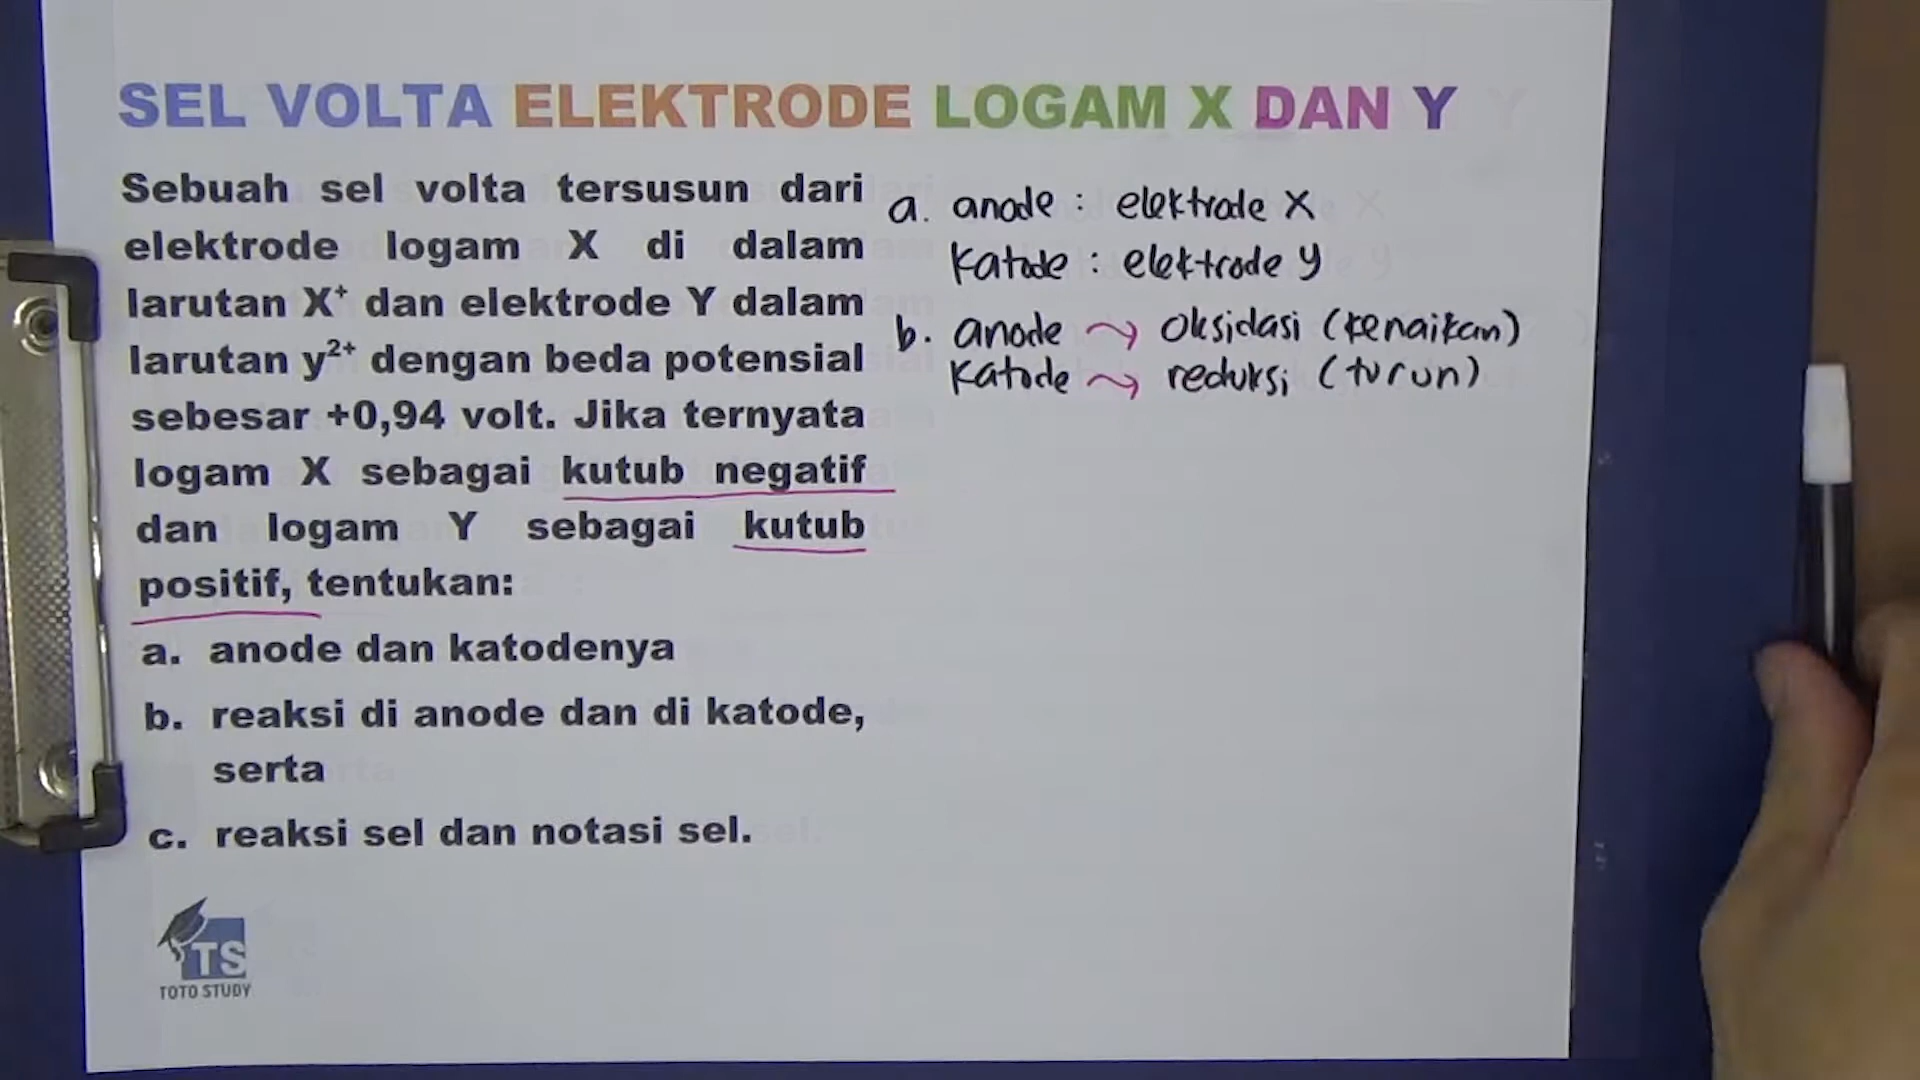 SEL VOLTA ELEKTRODE LOGAM X DAN Y
Sebuah sel volta tersusun dari
elektrode logam X di dalam
larutan X⁺ dan elektrode Y dalam
larutan y²⁺ dengan beda potensial
sebesar +0,94 volt. Jika ternyata
logam X sebagai kutub negatif
dan logam Y sebagai kutub
positif, tentukan:
a. anode dan katodenya
b. reaksi di anode dan di katode,
serta
c. reaksi sel dan notasi sel.
TS
TOTO STUDY
a. anode : elektrode X
katode : elektrode y
b. anode ⤳ oksidasi (kenaikan)
katode ⤳ reduksi (turun)